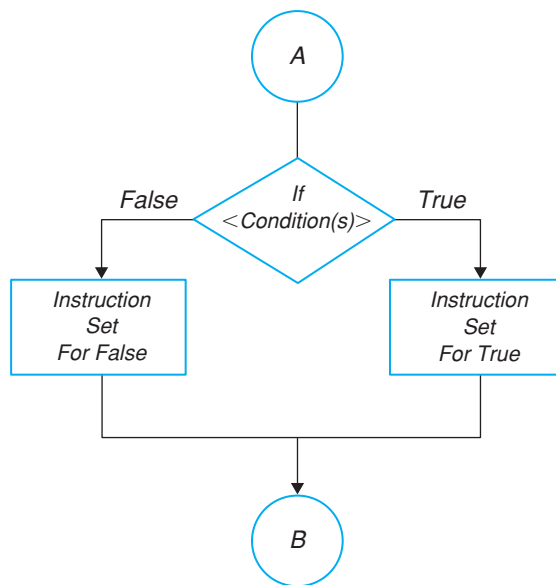 A
If
<Condition(s)>
False
True
Instruction
Set
For False
Instruction
Set
For True
B